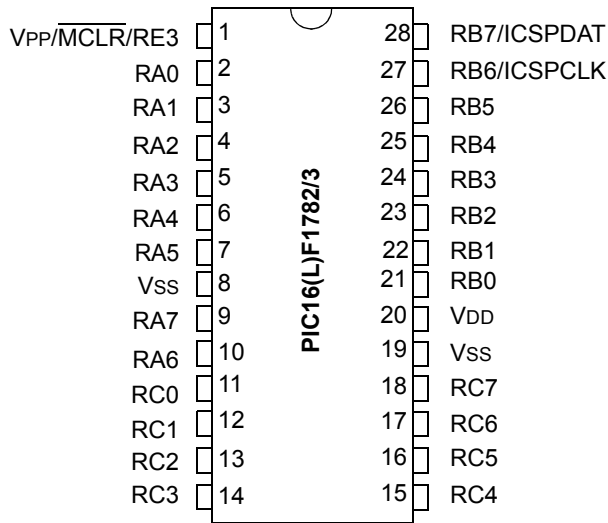 VPP/MCLR/RE3 1 28 RB7/ICSPDAT
RA0 2 27 RB6/ICSPCLK
RA1 3 26 RB5
RA2 4 25 RB4
RA3 5 24 RB3
RA4 6 23 RB2
RA5 7 22 RB1
VSS 8 21 RB0
RA7 9 20 VDD
RA6 10 19 VSS
RC0 11 18 RC7
RC1 12 17 RC6
RC2 13 16 RC5
RC3 14 15 RC4
PIC16(L)F1782/3